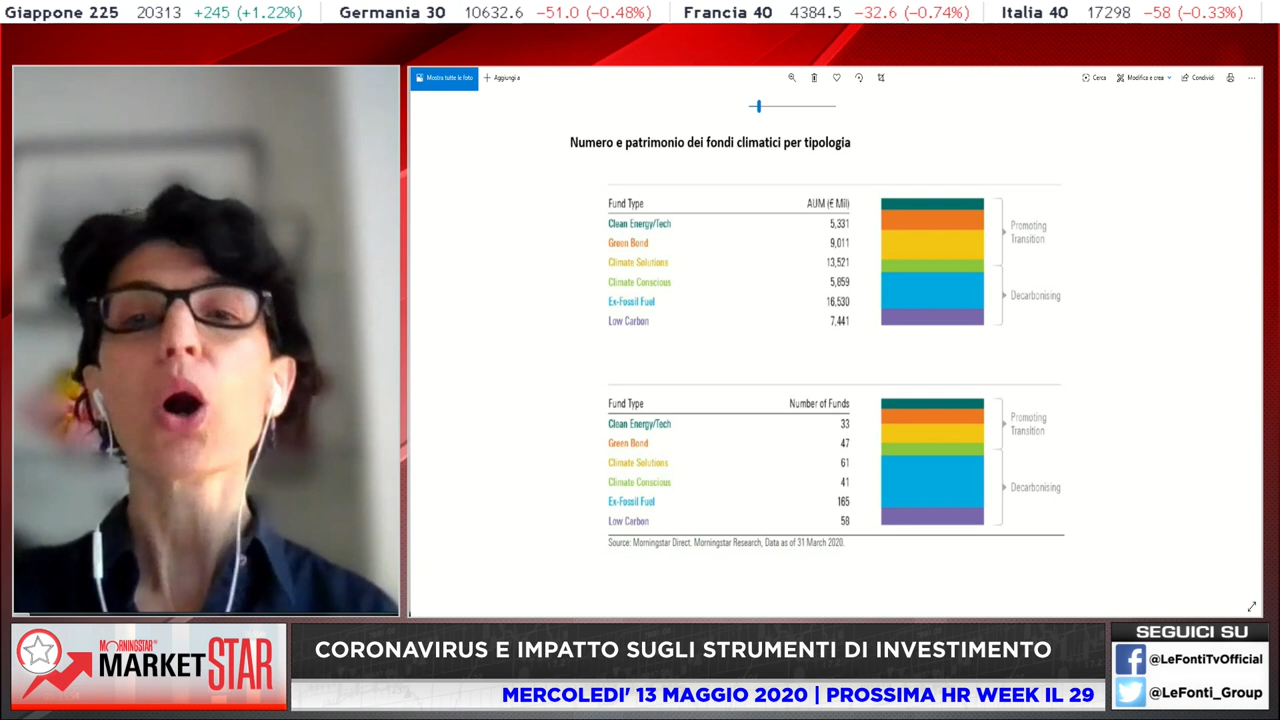 Giappone 225 20313 +245 (+1.22%) Germania 30 10632.6 −51.0 (−0.48%) Francia 40 4384.5 −32.6 (−0.74%) Italia 40 17298 −58 (−0.33%)
Mostra tutte le foto
Aggiungi a
Cerca
Modifica e crea
Condividi
Numero e patrimonio dei fondi climatici per tipologia
Fund Type AUM (€ Mil)
Clean Energy/Tech 5,331
Green Bond 9,011
Climate Solutions 13,521
Climate Conscious 5,859
Ex-Fossil Fuel 16,530
Low Carbon 7,441
Promoting
Transition
Decarbonising
Fund Type Number of Funds
Clean Energy/Tech 33
Green Bond 47
Climate Solutions 61
Climate Conscious 41
Ex-Fossil Fuel 165
Low Carbon 58
Promoting
Transition
Decarbonising
Source: Morningstar Direct, Morningstar Research, Data as of 31 March 2020.
MORNINGSTAR®
MARKET STAR
CORONAVIRUS E IMPATTO SUGLI STRUMENTI DI INVESTIMENTO
MERCOLEDI' 13 MAGGIO 2020 | PROSSIMA HR WEEK IL 29
SEGUICI SU
@LeFontiTvOfficial
@LeFonti_Group